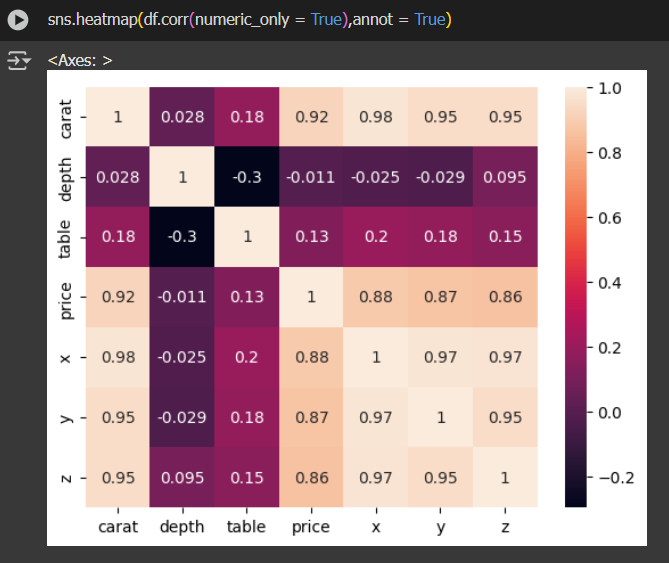 sns.heatmap(df.corr(numeric_only = True),annot = True)
<Axes: >
carat 1 0.028 0.18 0.92 0.98 0.95 0.95 1.0
depth 0.028 1 -0.3 -0.011 -0.025 -0.029 0.095 0.8
table 0.18 -0.3 1 0.13 0.2 0.18 0.15 0.6
price 0.92 -0.011 0.13 1 0.88 0.87 0.86 0.4
x 0.98 -0.025 0.2 0.88 1 0.97 0.97 0.2
y 0.95 -0.029 0.18 0.87 0.97 1 0.95 0.0
z 0.95 0.095 0.15 0.86 0.97 0.95 1 −0.2
carat depth table price x y z